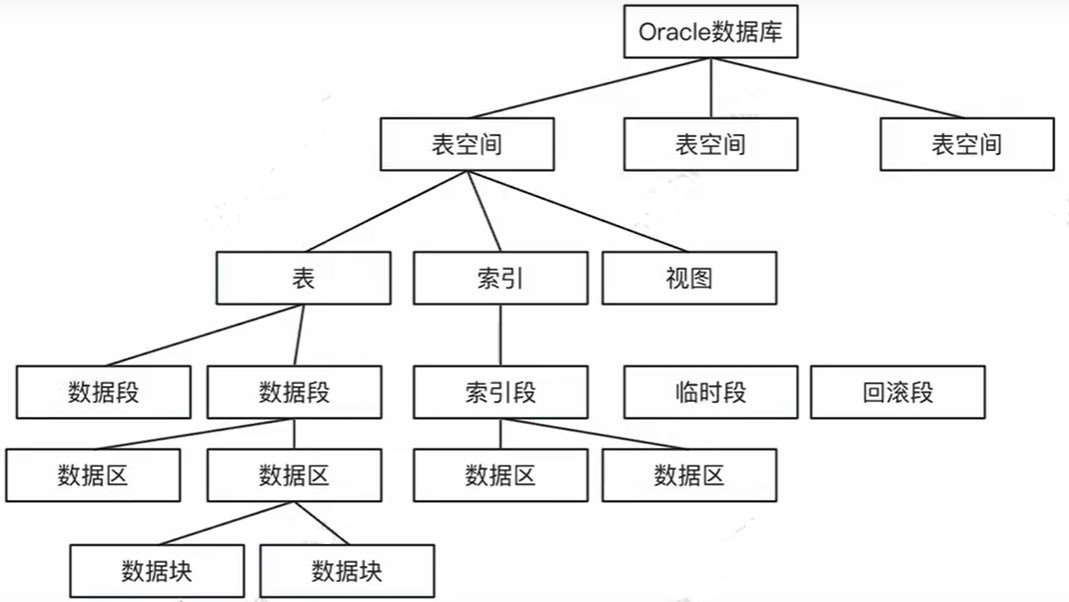 Oracle数据库
表空间
表空间
表空间
表
索引
视图
数据段
数据段
索引段
临时段
回滚段
数据区
数据区
数据区
数据区
数据块
数据块